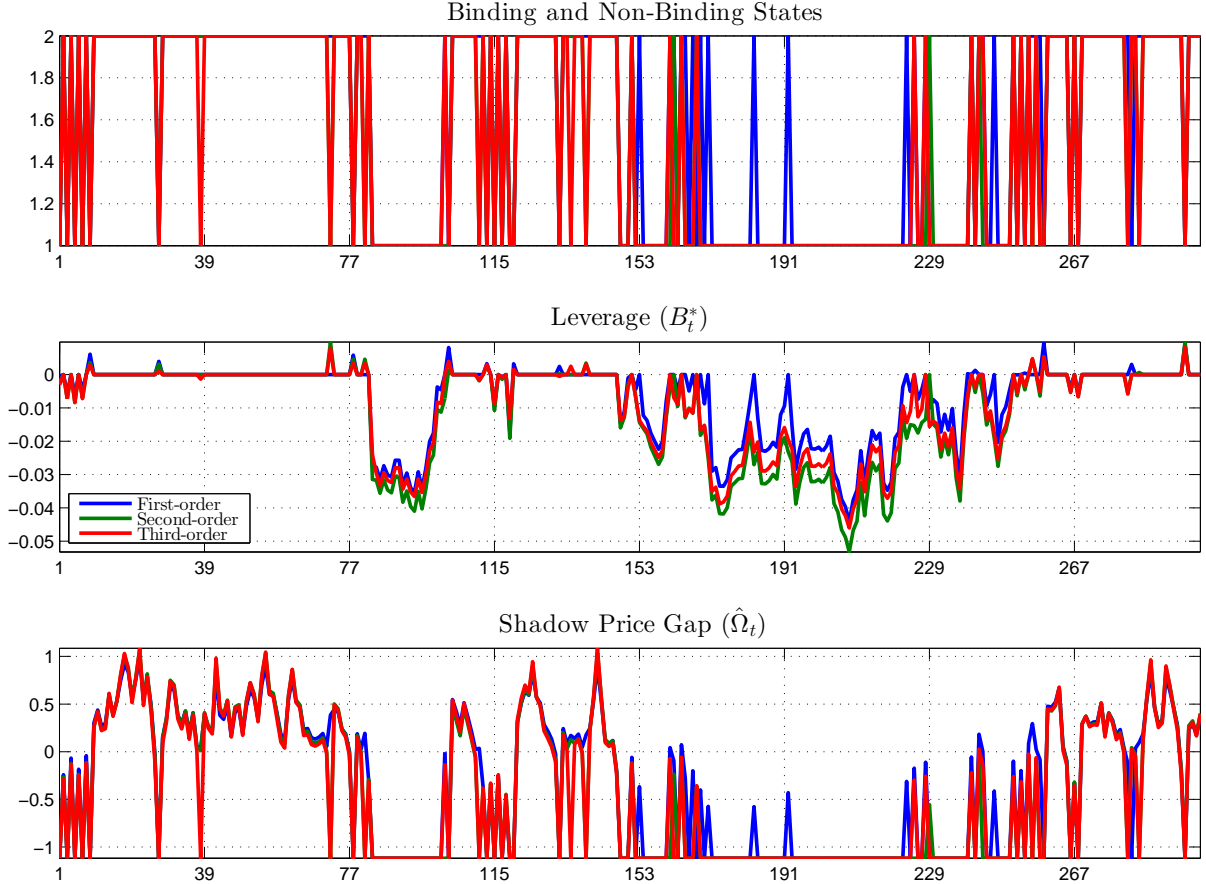 Binding and Non-Binding States
2
1.8
1.6
1.4
1.2
1
1 39 77 115 153 191 229 267
Leverage (B*t)
0
−0.01
−0.02
−0.03
−0.04
−0.05
First-order
Second-order
Third-order
1 39 77 115 153 191 229 267
Shadow Price Gap (Ω̂t)
1
0.5
0
−0.5
−1
1 39 77 115 153 191 229 267